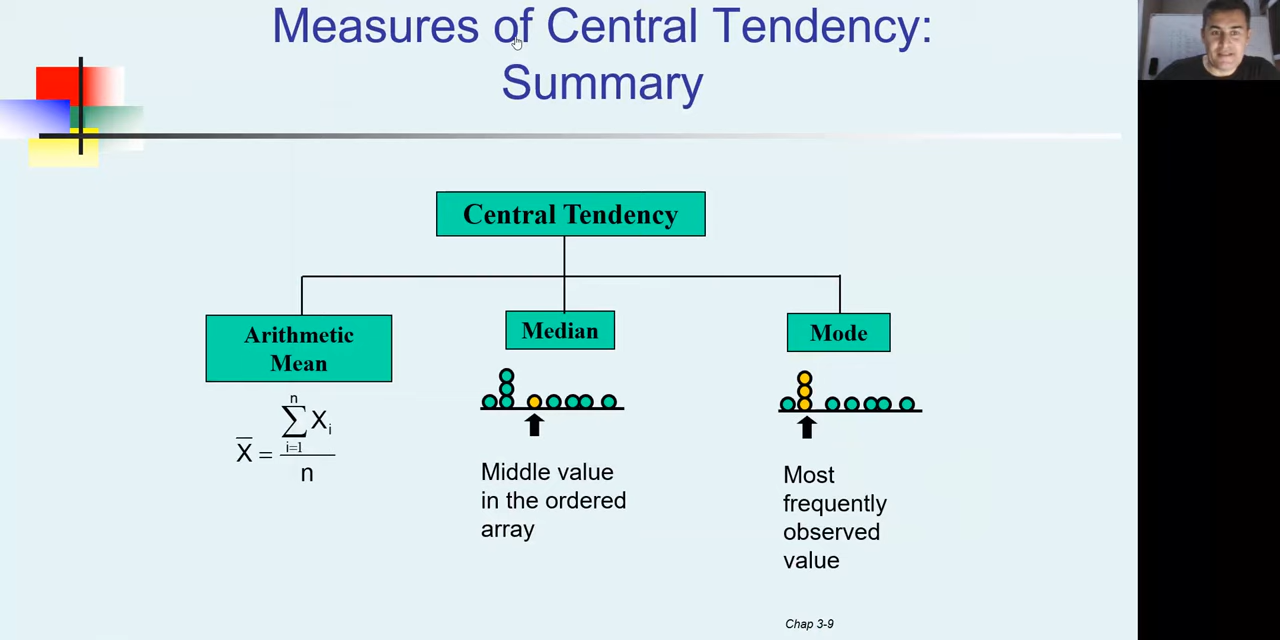 Measures of Central Tendency:
Summary
Central Tendency
Arithmetic
Mean
Median
Mode
n
∑ Xi
i=1
X̄ =
n
Middle value
in the ordered
array
Most
frequently
observed
value
Chap 3-9